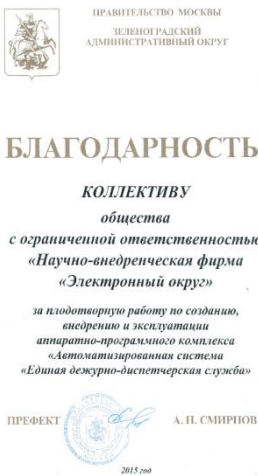 ПРАВИТЕЛЬСТВО МОСКВЫ
ЗЕЛЕНОГРАДСКИЙ
АДМИНИСТРАТИВНЫЙ ОКРУГ
БЛАГОДАРНОСТЬ
КОЛЛЕКТИВУ
общества
с ограниченной ответственностью
«Научно-внедренческая фирма
«Электронный округ»
за плодотворную работу по созданию,
внедрению и эксплуатации
аппаратно-программного комплекса
«Автоматизированная система
«Единая дежурно-диспетчерская служба»
ПРЕФЕКТ А. Н. СМИРНОВ
2015 год